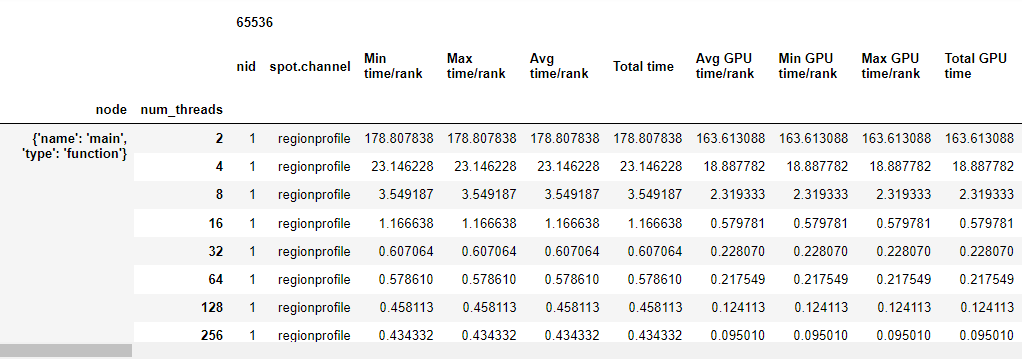 65536
nid spot.channel Min time/rank Max time/rank Avg time/rank Total time Avg GPU time/rank Min GPU time/rank Max GPU time/rank Total GPU time
node num_threads
{'name': 'main', 'type': 'function'} 2 1 regionprofile 178.807838 178.807838 178.807838 178.807838 163.613088 163.613088 163.613088 163.613088
4 1 regionprofile 23.146228 23.146228 23.146228 23.146228 18.887782 18.887782 18.887782 18.887782
8 1 regionprofile 3.549187 3.549187 3.549187 3.549187 2.319333 2.319333 2.319333 2.319333
16 1 regionprofile 1.166638 1.166638 1.166638 1.166638 0.579781 0.579781 0.579781 0.579781
32 1 regionprofile 0.607064 0.607064 0.607064 0.607064 0.228070 0.228070 0.228070 0.228070
64 1 regionprofile 0.578610 0.578610 0.578610 0.578610 0.217549 0.217549 0.217549 0.217549
128 1 regionprofile 0.458113 0.458113 0.458113 0.458113 0.124113 0.124113 0.124113 0.124113
256 1 regionprofile 0.434332 0.434332 0.434332 0.434332 0.095010 0.095010 0.095010 0.095010